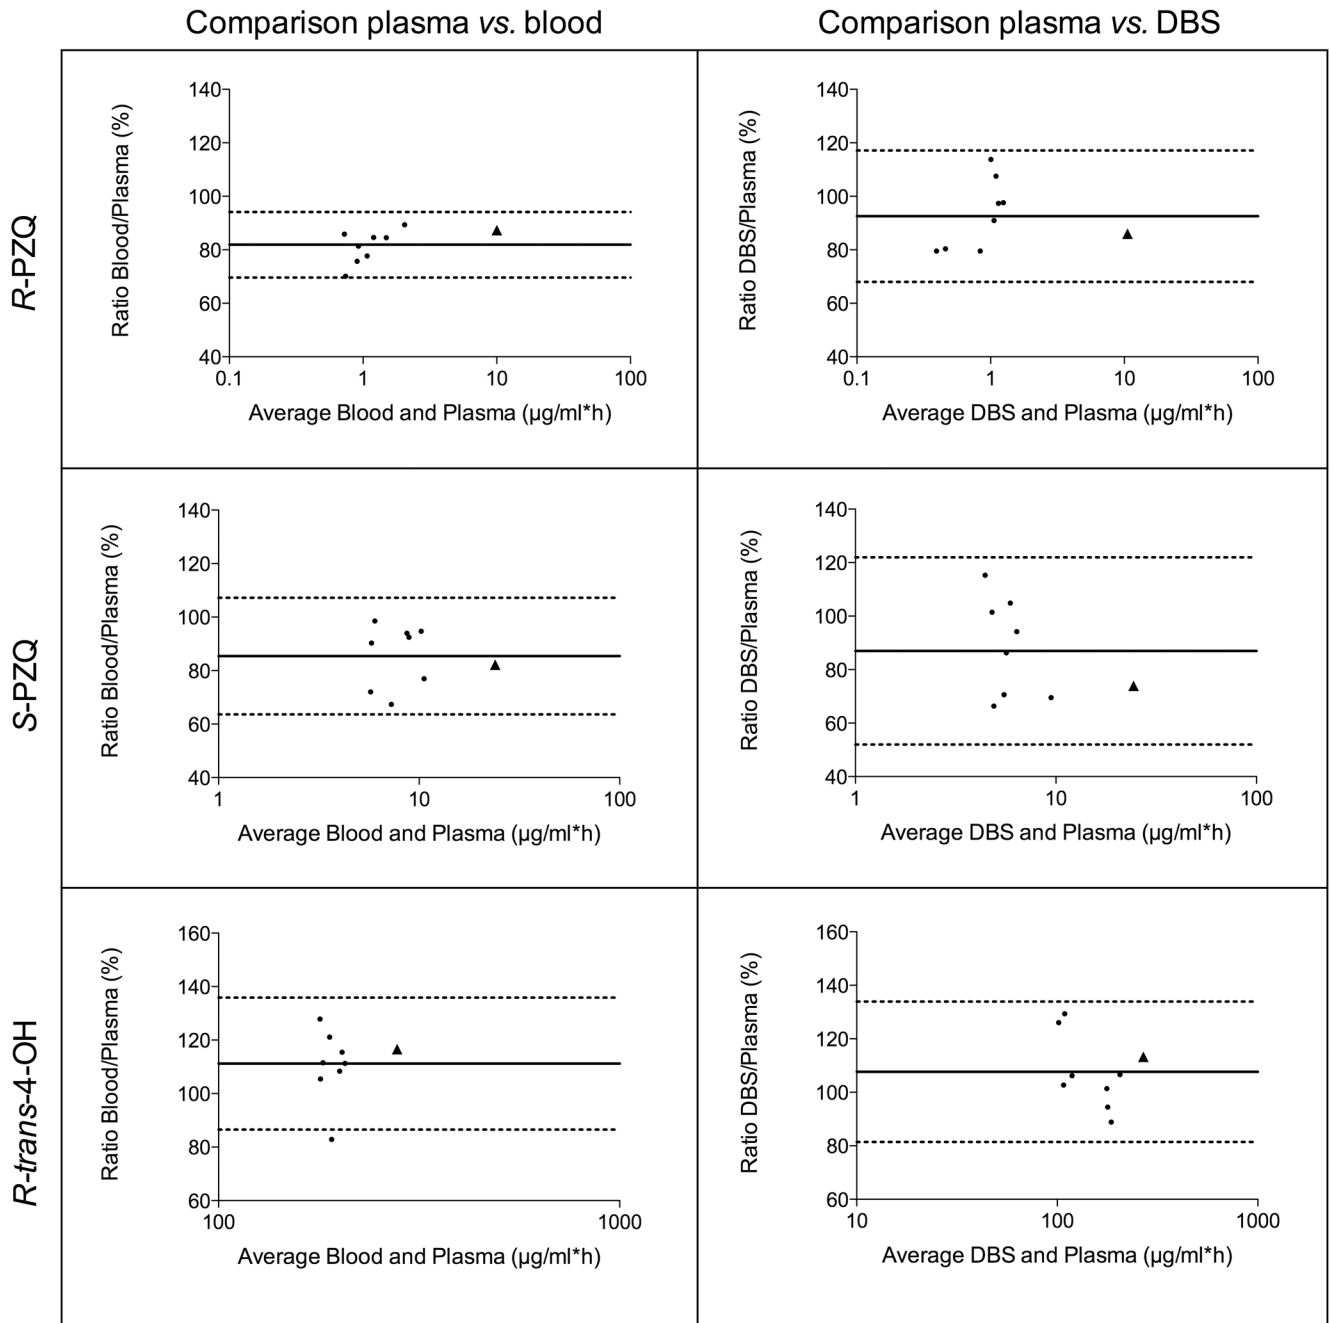 Comparison plasma vs. blood
Comparison plasma vs. DBS
R-PZQ
Ratio Blood/Plasma (%)
140
120
100
80
60
40
0.1 1 10 100
Average Blood and Plasma (µg/ml*h)
Ratio DBS/Plasma (%)
140
120
100
80
60
40
0.1 1 10 100
Average DBS and Plasma (µg/ml*h)
S-PZQ
Ratio Blood/Plasma (%)
140
120
100
80
60
40
1 10 100
Average Blood and Plasma (µg/ml*h)
Ratio DBS/Plasma (%)
140
120
100
80
60
40
1 10 100
Average DBS and Plasma (µg/ml*h)
R-trans-4-OH
Ratio Blood/Plasma (%)
160
140
120
100
80
60
100 1000
Average Blood and Plasma (µg/ml*h)
Ratio DBS/Plasma (%)
160
140
120
100
80
60
10 100 1000
Average DBS and Plasma (µg/ml*h)